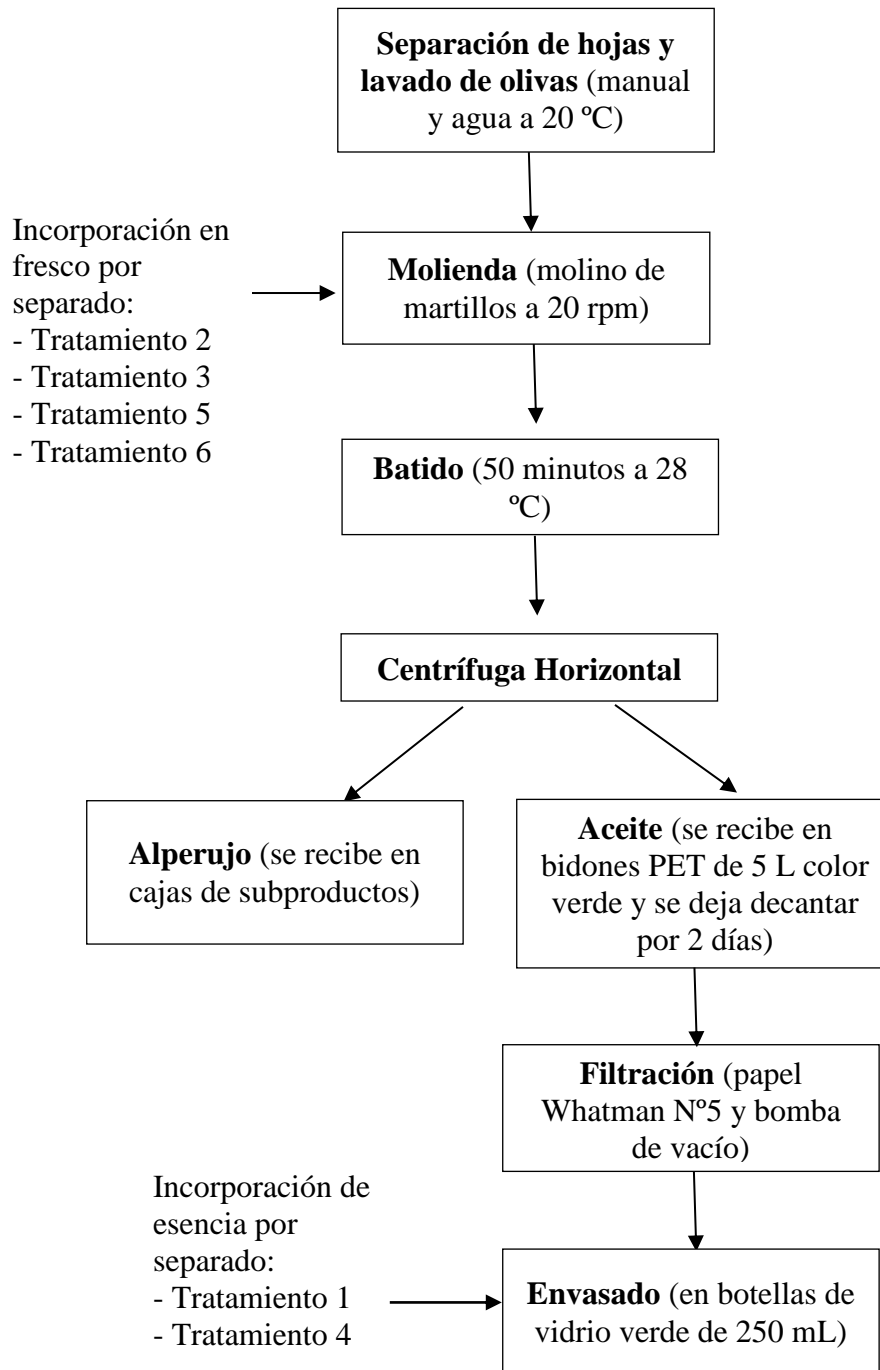 Separación de hojas y
lavado de olivas (manual
y agua a 20 ºC)
Incorporación en
fresco por
separado:
- Tratamiento 2
- Tratamiento 3
- Tratamiento 5
- Tratamiento 6
Molienda (molino de
martillos a 20 rpm)
Batido (50 minutos a 28
ºC)
Centrífuga Horizontal
Alperujo (se recibe en
cajas de subproductos)
Aceite (se recibe en
bidones PET de 5 L color
verde y se deja decantar
por 2 días)
Filtración (papel
Whatman Nº5 y bomba
de vacío)
Incorporación de
esencia por
separado:
- Tratamiento 1
- Tratamiento 4
Envasado (en botellas de
vidrio verde de 250 mL)